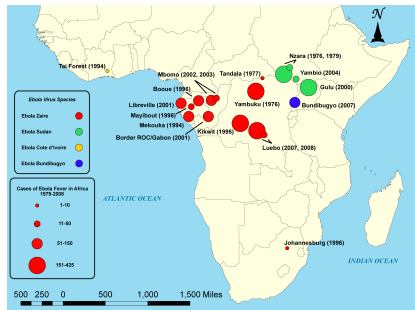 N
Nzara (1976, 1979)
Tai Forest (1994)
Mbomo (2002, 2003)
Tandala (1977)
Yambio (2004)
Booue (1996)
Gulu (2000)
Ebola Virus Species
Ebola Zaire
Ebola Sudan
Ebola Cote d'Ivoire
Ebola Bundibugyo
Libreville (2001)
Yambuku (1976)
Bundibugyo (2007)
Mayibout (1996)
Mekouka (1994)
Kikwit (1995)
Border ROC/Gabon (2001)
Luebo (2007, 2008)
Cases of Ebola Fever in Africa
1979-2008
1-10
11-50
51-150
151-425
ATLANTIC OCEAN
Johannesburg (1996)
INDIAN OCEAN
500 250 0 500 1,000 1,500 Miles